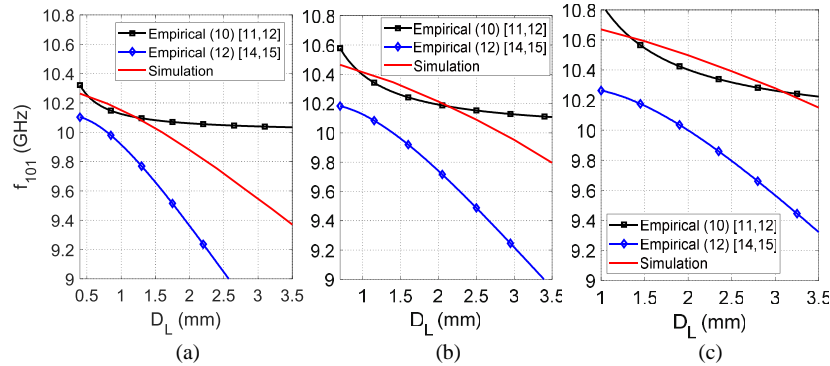 10.8
10.6
10.4
10.2
10
9.8
9.6
9.4
9.2
9
f101 (GHz)
Empirical (10) [11,12]
Empirical (12) [14,15]
Simulation
0.5 1 1.5 2 2.5 3 3.5
DL (mm)
(a)
10.8
10.6
10.4
10.2
10
9.8
9.6
9.4
9.2
9
Empirical (10) [11,12]
Empirical (12) [14,15]
Simulation
1 1.5 2 2.5 3 3.5
DL (mm)
(b)
10.8
10.6
10.4
10.2
10
9.8
9.6
9.4
9.2
9
Empirical (10) [11,12]
Empirical (12) [14,15]
Simulation
1 1.5 2 2.5 3 3.5
DL (mm)
(c)